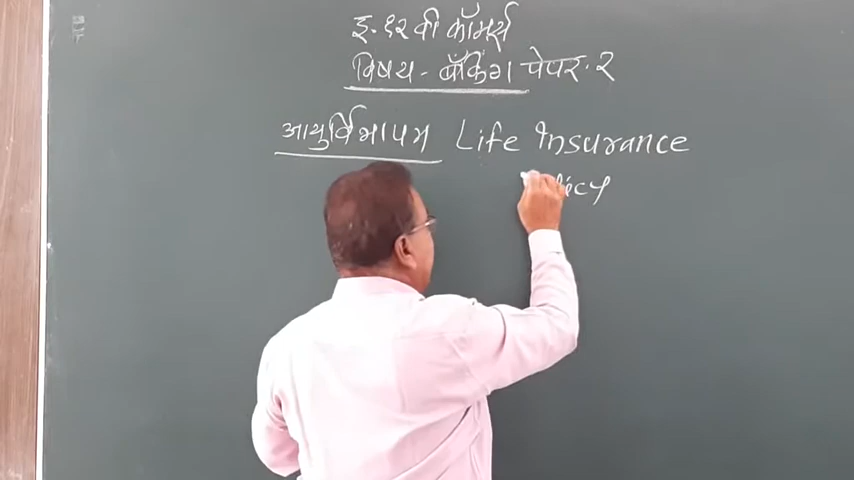 इ. १२ वी कॉमर्स
विषय - बँकिंग पेपर. २
आयुर्विमापत्र Life Insurance